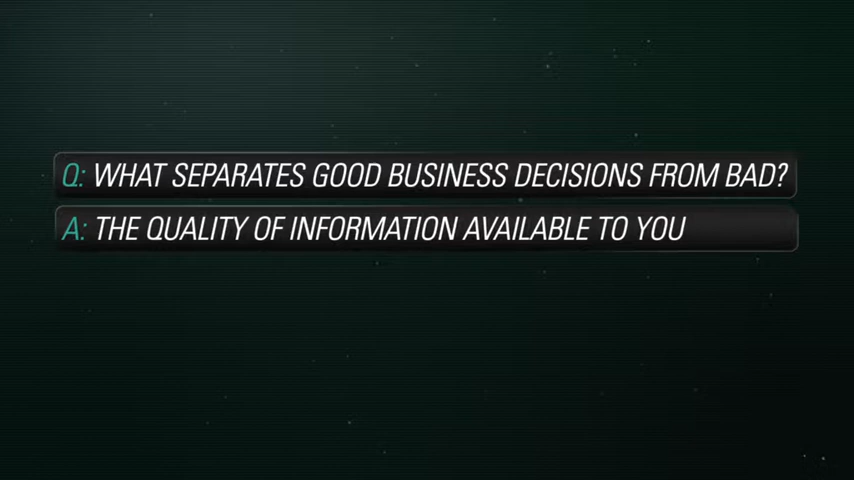 Q: WHAT SEPARATES GOOD BUSINESS DECISIONS FROM BAD?
A: THE QUALITY OF INFORMATION AVAILABLE TO YOU